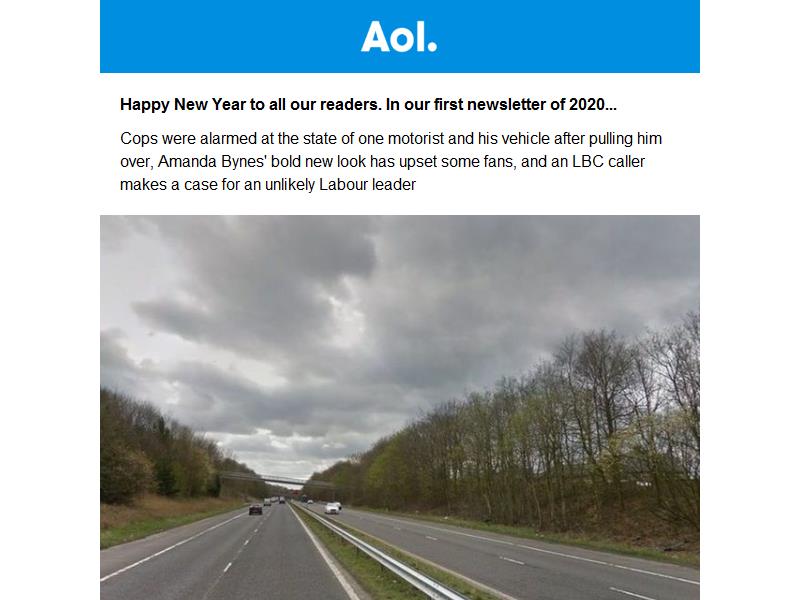 Aol.
Happy New Year to all our readers. In our first newsletter of 2020...
Cops were alarmed at the state of one motorist and his vehicle after pulling him
over, Amanda Bynes' bold new look has upset some fans, and an LBC caller
makes a case for an unlikely Labour leader